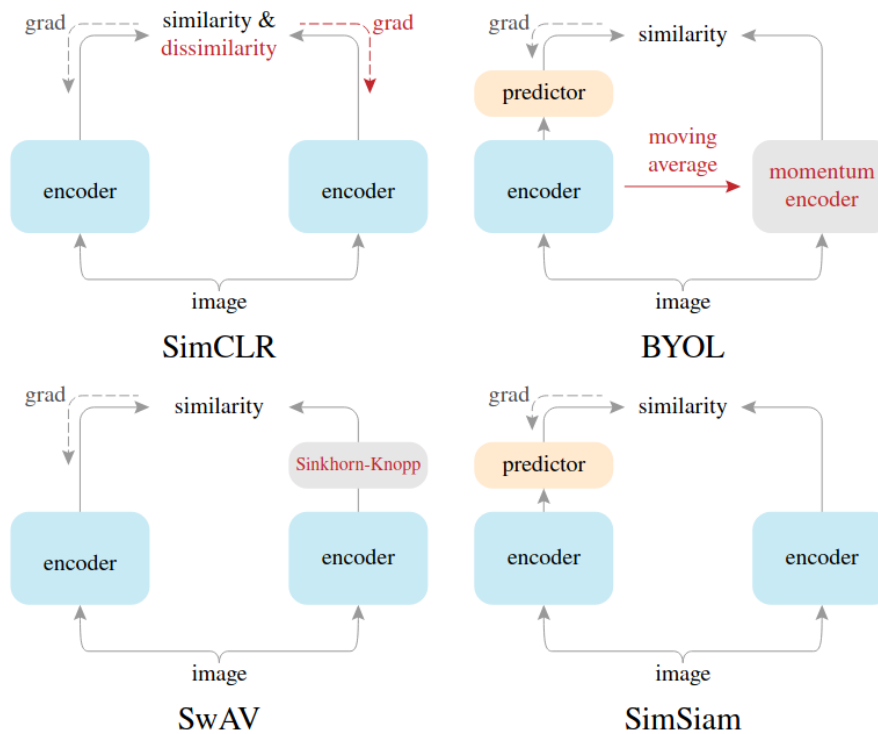 grad
similarity &
dissimilarity
grad
encoder
encoder
image
SimCLR
grad
similarity
predictor
encoder
moving
average
momentum
encoder
image
BYOL
grad
similarity
Sinkhorn-Knopp
encoder
encoder
image
SwAV
grad
similarity
predictor
encoder
encoder
image
SimSiam